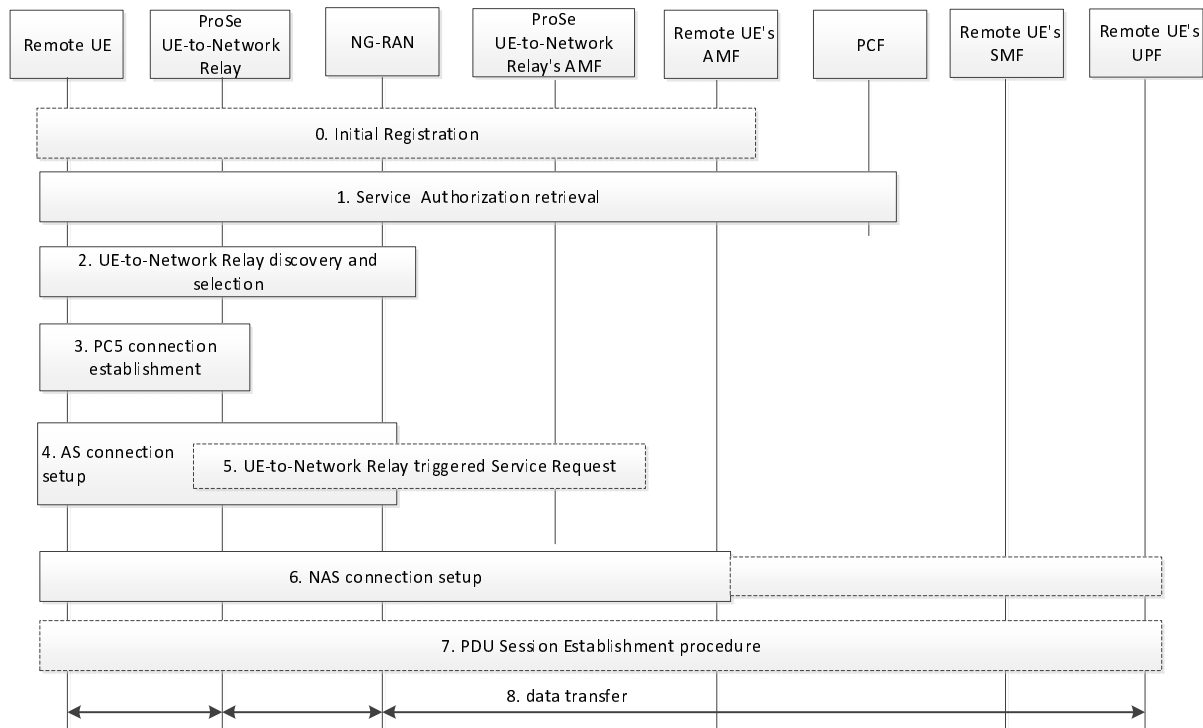 Remote UE
ProSe
UE-to-Network
Relay
NG-RAN
ProSe
UE-to-Network
Relay's AMF
Remote UE's
AMF
PCF
Remote UE's
SMF
Remote UE's
UPF
0. Initial Registration
1. Service Authorization retrieval
2. UE-to-Network Relay discovery and
selection
3. PC5 connection
establishment
4. AS connection
setup
5. UE-to-Network Relay triggered Service Request
6. NAS connection setup
7. PDU Session Establishment procedure
8. data transfer